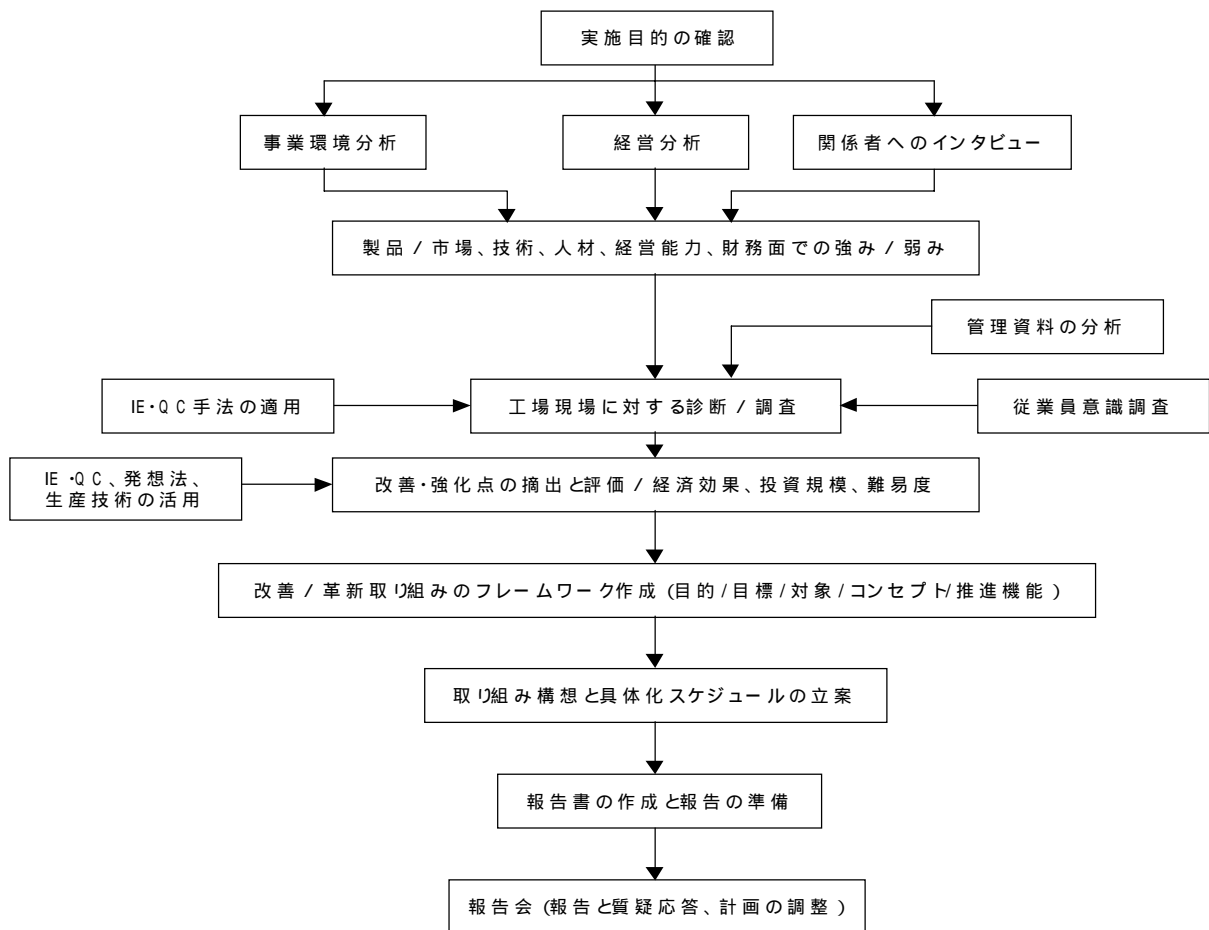 実施目的の確認
事業環境分析
経営分析
関係者へのインタビュー
製品/市場、技術、人材、経営能力、財務面での強み/弱み
管理資料の分析
IE・QC手法の適用
工場現場に対する診断/調査
従業員意識調査
IE・QC、発想法、
生産技術の活用
改善・強化点の摘出と評価/経済効果、投資規模、難易度
改善/革新取り組みのフレームワーク作成(目的/目標/対象/コンセプト/推進機能)
取り組み構想と具体化スケジュールの立案
報告書の作成と報告の準備
報告会(報告と質疑応答、計画の調整)